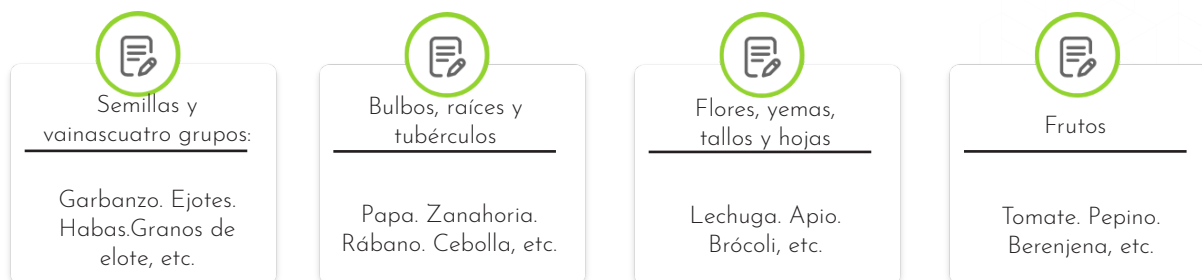 Semillas y
vainascuatro grupos:
Garbanzo. Ejotes.
Habas.Granos de
elote, etc.
Bulbos, raíces y
tubérculos
Papa. Zanahoria.
Rábano. Cebolla, etc.
Flores, yemas,
tallos y hojas
Lechuga. Apio.
Brócoli, etc.
Frutos
Tomate. Pepino.
Berenjena, etc.